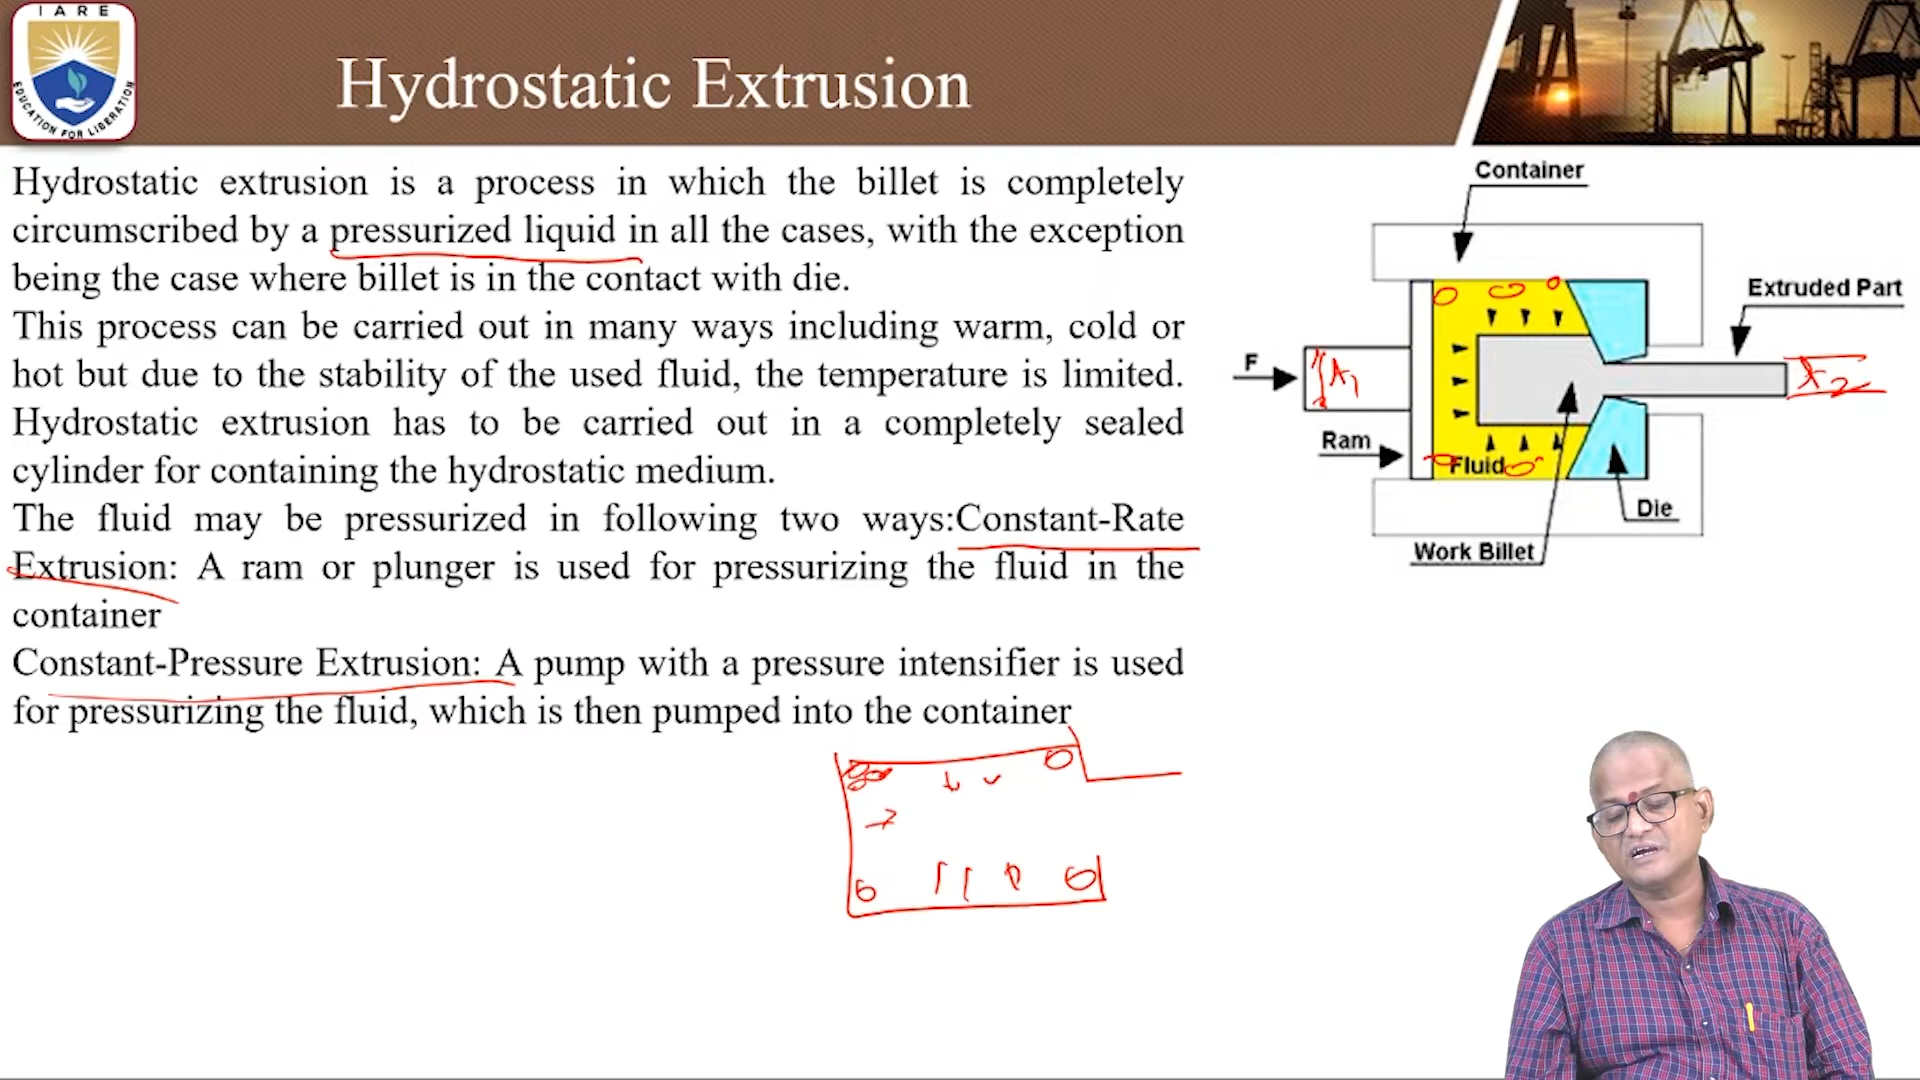 IARE
EDUCATION FOR LIBERATION
Hydrostatic Extrusion
Hydrostatic extrusion is a process in which the billet is completely
circumscribed by a pressurized liquid in all the cases, with the exception
being the case where billet is in the contact with die.
This process can be carried out in many ways including warm, cold or
hot but due to the stability of the used fluid, the temperature is limited.
Hydrostatic extrusion has to be carried out in a completely sealed
cylinder for containing the hydrostatic medium.
The fluid may be pressurized in following two ways:Constant-Rate
Extrusion: A ram or plunger is used for pressurizing the fluid in the
container
Constant-Pressure Extrusion: A pump with a pressure intensifier is used
for pressurizing the fluid, which is then pumped into the container
Container
Extruded Part
F
A1
Ram
Fluid
Die
Work Billet